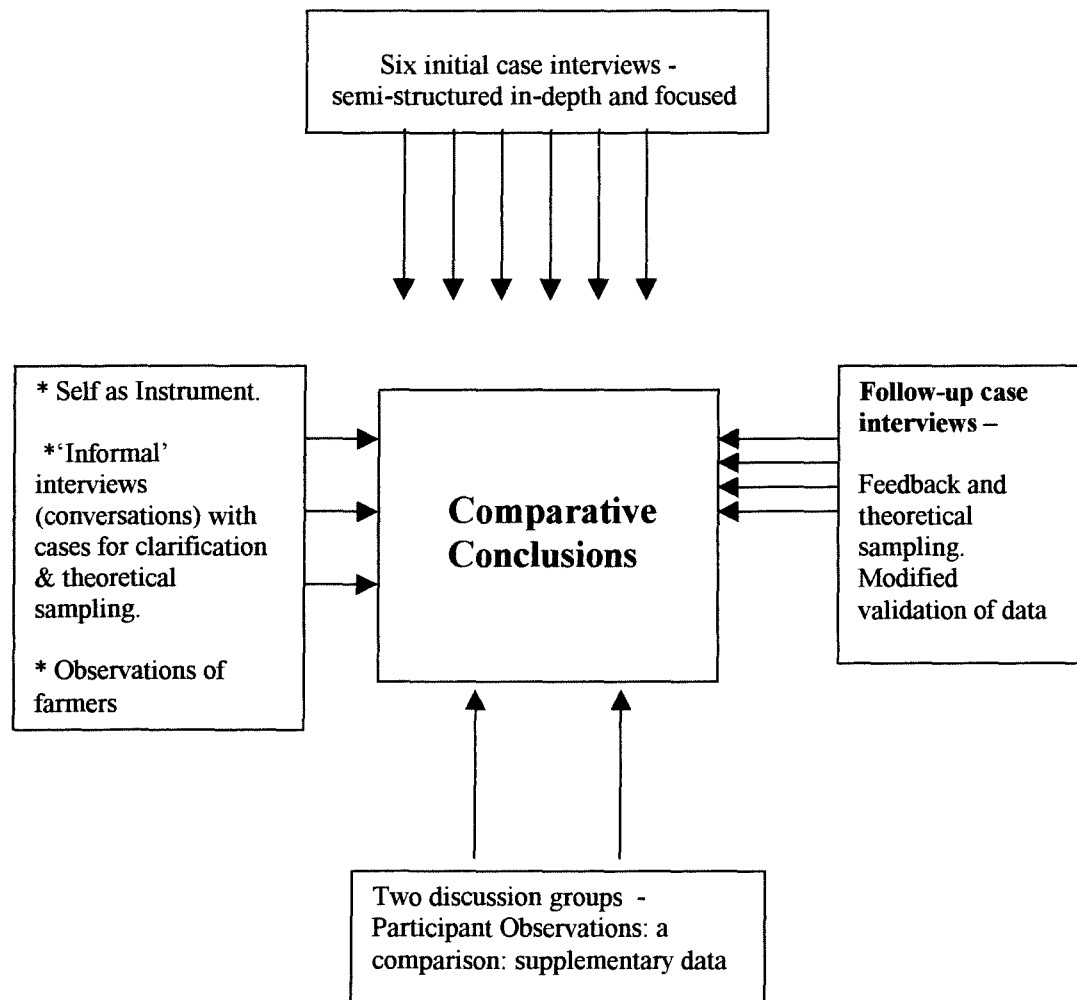 Six initial case interviews -
semi-structured in-depth and focused
* Self as Instrument.
*‘Informal’
interviews
(conversations) with
cases for clarification
& theoretical
sampling.
* Observations of
farmers
Comparative
Conclusions
Follow-up case
interviews –
Feedback and
theoretical
sampling.
Modified
validation of data
Two discussion groups -
Participant Observations: a
comparison: supplementary data